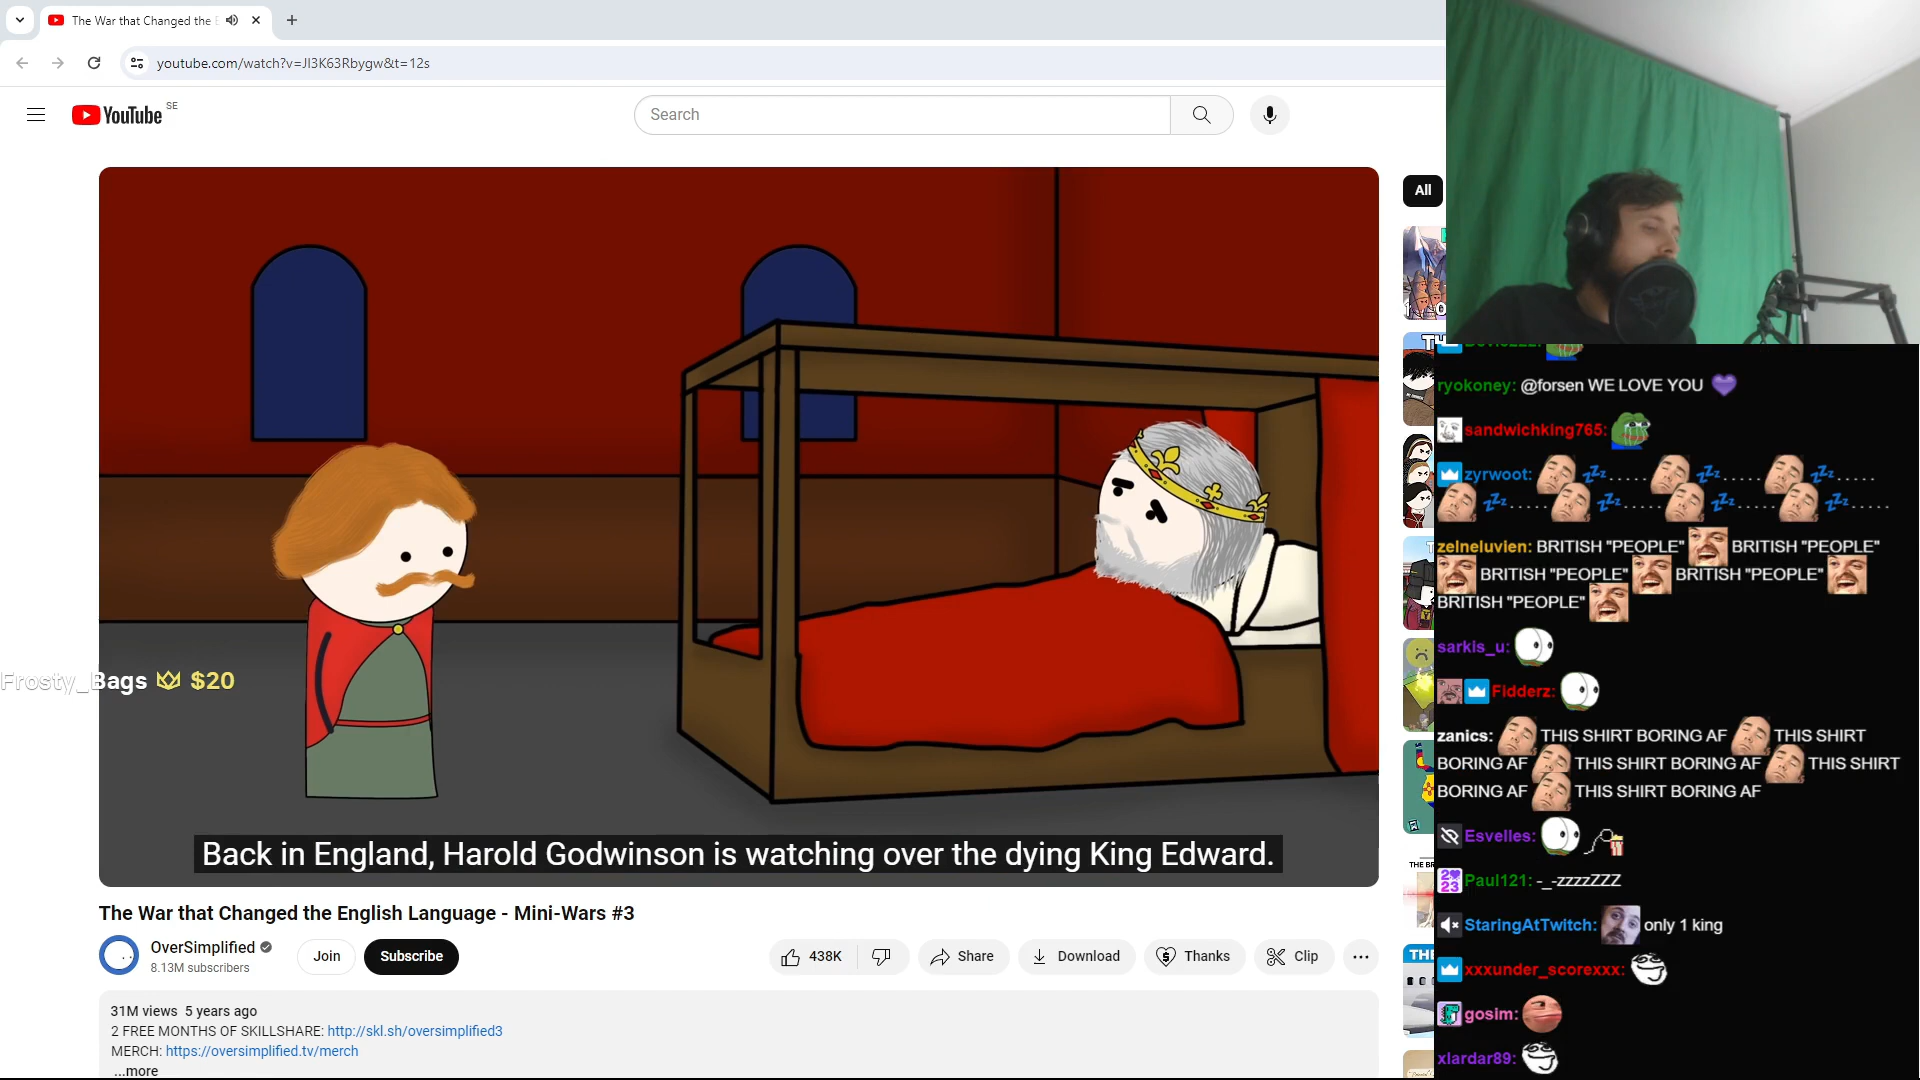 The War that Changed the E
youtube.com/watch?v=JI3K63Rbygw&t=12s
YouTube SE
Search
All
Frosty_Bags $20
Back in England, Harold Godwinson is watching over the dying King Edward.
The War that Changed the English Language - Mini-Wars #3
OverSimplified
8.13M subscribers
Join
Subscribe
438K
Share
Download
Thanks
Clip
31M views 5 years ago
2 FREE MONTHS OF SKILLSHARE: http://skl.sh/oversimplified3
MERCH: https://oversimplified.tv/merch
...more
ryokoney: @forsen WE LOVE YOU
sandwichking765:
zyrwoot:
zelneluvien: BRITISH "PEOPLE" BRITISH "PEOPLE"
BRITISH "PEOPLE" BRITISH "PEOPLE"
BRITISH "PEOPLE"
sarkis_u:
Fidderz:
zanics: THIS SHIRT BORING AF THIS SHIRT
BORING AF THIS SHIRT BORING AF THIS SHIRT
BORING AF THIS SHIRT BORING AF
Esvelles:
Paul121: -_-zzzzZZZ
StaringAtTwitch: only 1 king
xxxunder_scorexxx:
gosim:
xlardar89: